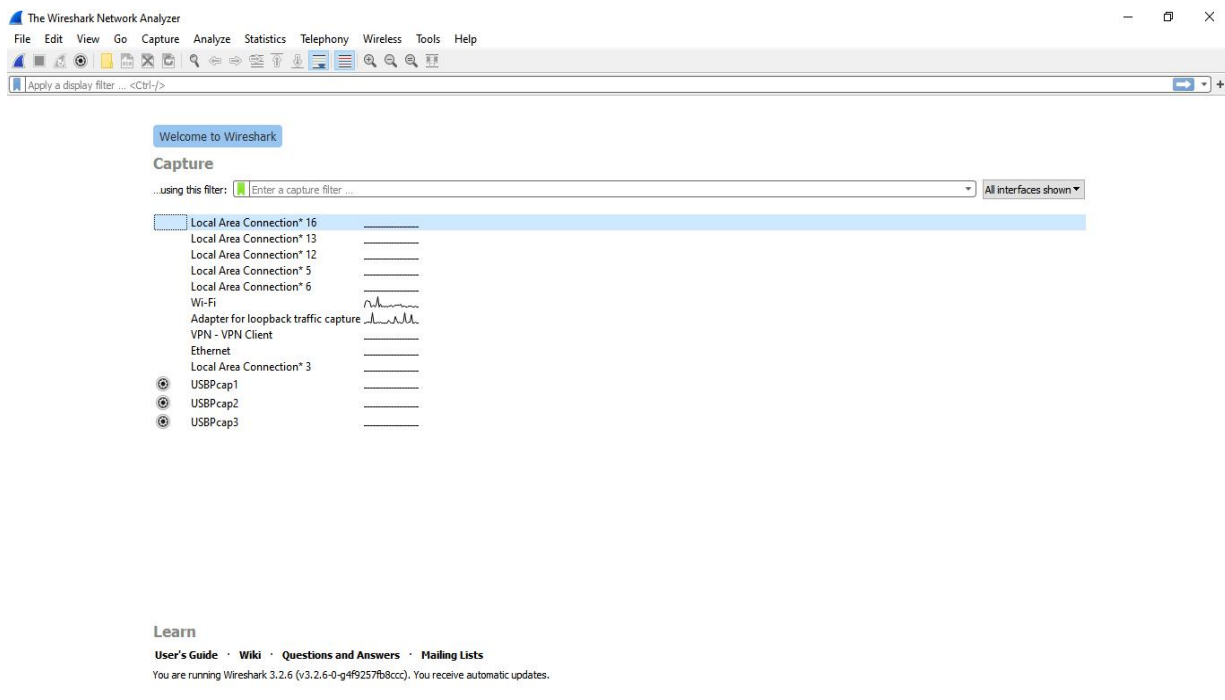 The Wireshark Network Analyzer
File Edit View Go Capture Analyze Statistics Telephony Wireless Tools Help
Apply a display filter ... <Ctrl-/>
Welcome to Wireshark
Capture
...using this filter: Enter a capture filter ... All interfaces shown
Local Area Connection* 16
Local Area Connection* 13
Local Area Connection* 12
Local Area Connection* 5
Local Area Connection* 6
Wi-Fi
Adapter for loopback traffic capture
VPN - VPN Client
Ethernet
Local Area Connection* 3
USBPcap1
USBPcap2
USBPcap3
Learn
User's Guide · Wiki · Questions and Answers · Mailing Lists
You are running Wireshark 3.2.6 (v3.2.6-0-g4f9257fb8ccc). You receive automatic updates.